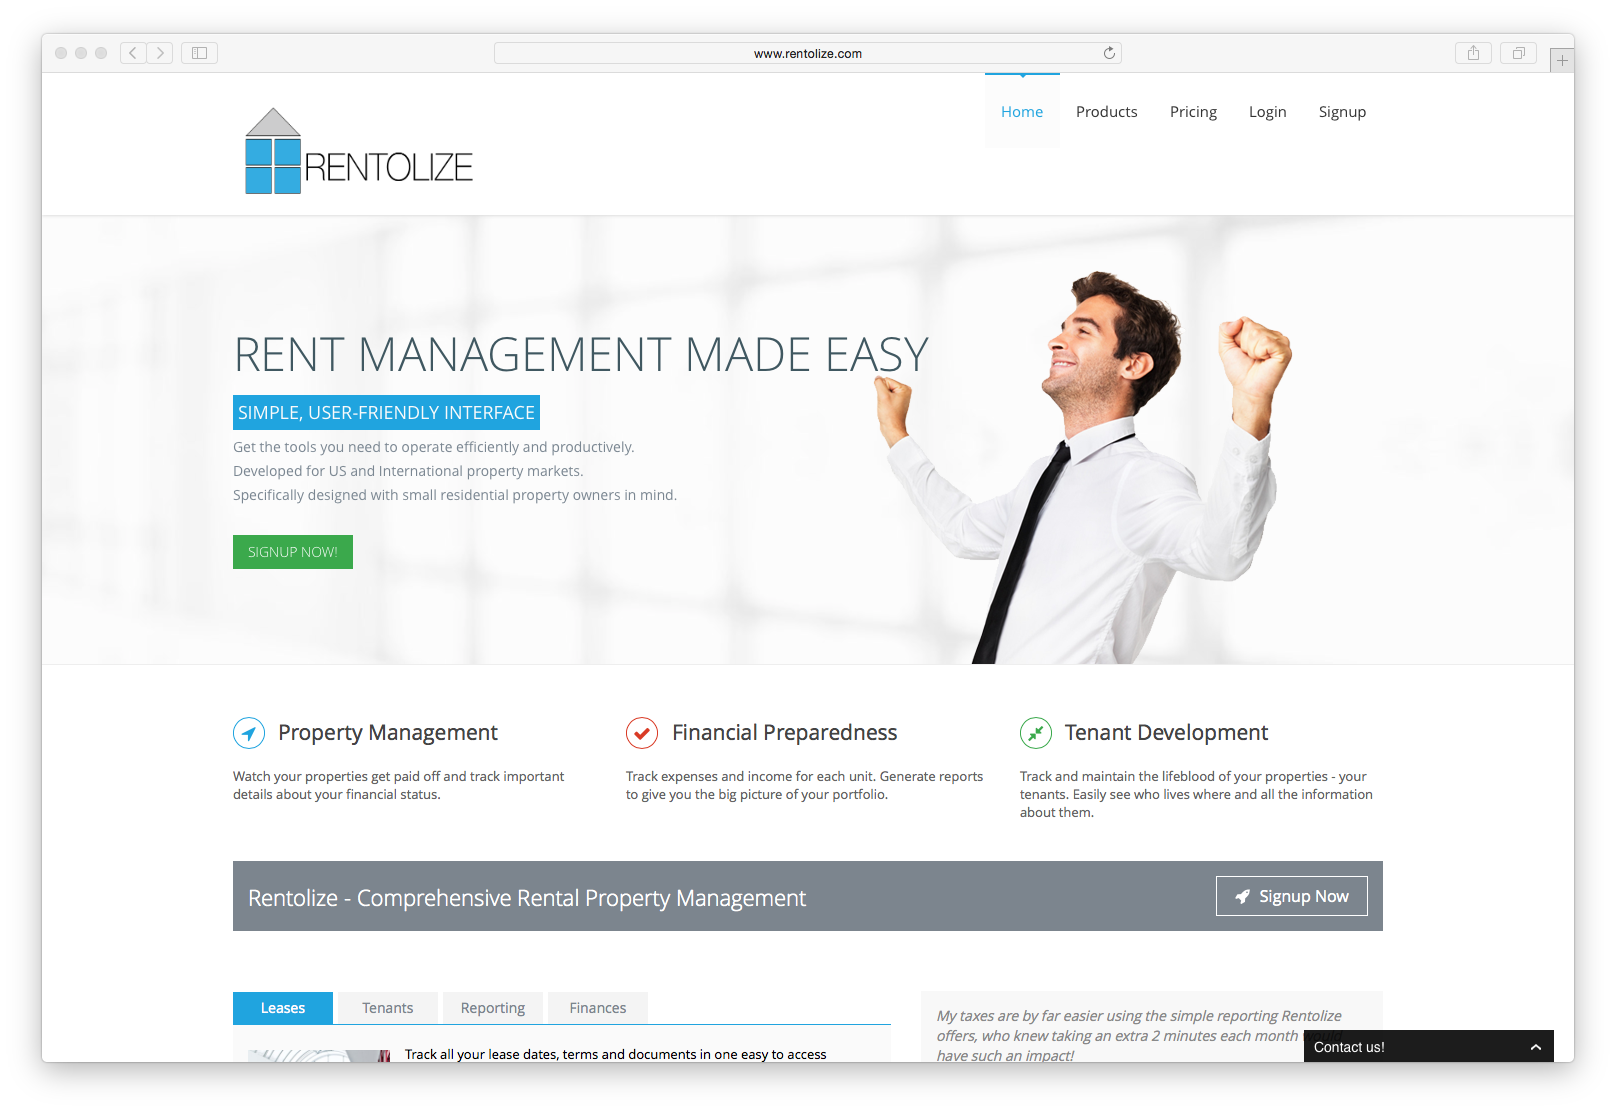 www.rentolize.com
RENTOLIZE
Home Products Pricing Login Signup
RENT MANAGEMENT MADE EASY
SIMPLE, USER-FRIENDLY INTERFACE
Get the tools you need to operate efficiently and productively.
Developed for US and International property markets.
Specifically designed with small residential property owners in mind.
SIGNUP NOW!
Property Management
Watch your properties get paid off and track important
details about your financial status.
Financial Preparedness
Track expenses and income for each unit. Generate reports
to give you the big picture of your portfolio.
Tenant Development
Track and maintain the lifeblood of your properties - your
tenants. Easily see who lives where and all the information
about them.
Rentolize - Comprehensive Rental Property Management
Signup Now
Leases Tenants Reporting Finances
Track all your lease dates, terms and documents in one easy to access
My taxes are by far easier using the simple reporting Rentolize
offers, who knew taking an extra 2 minutes each month would
have such an impact!
Contact us!